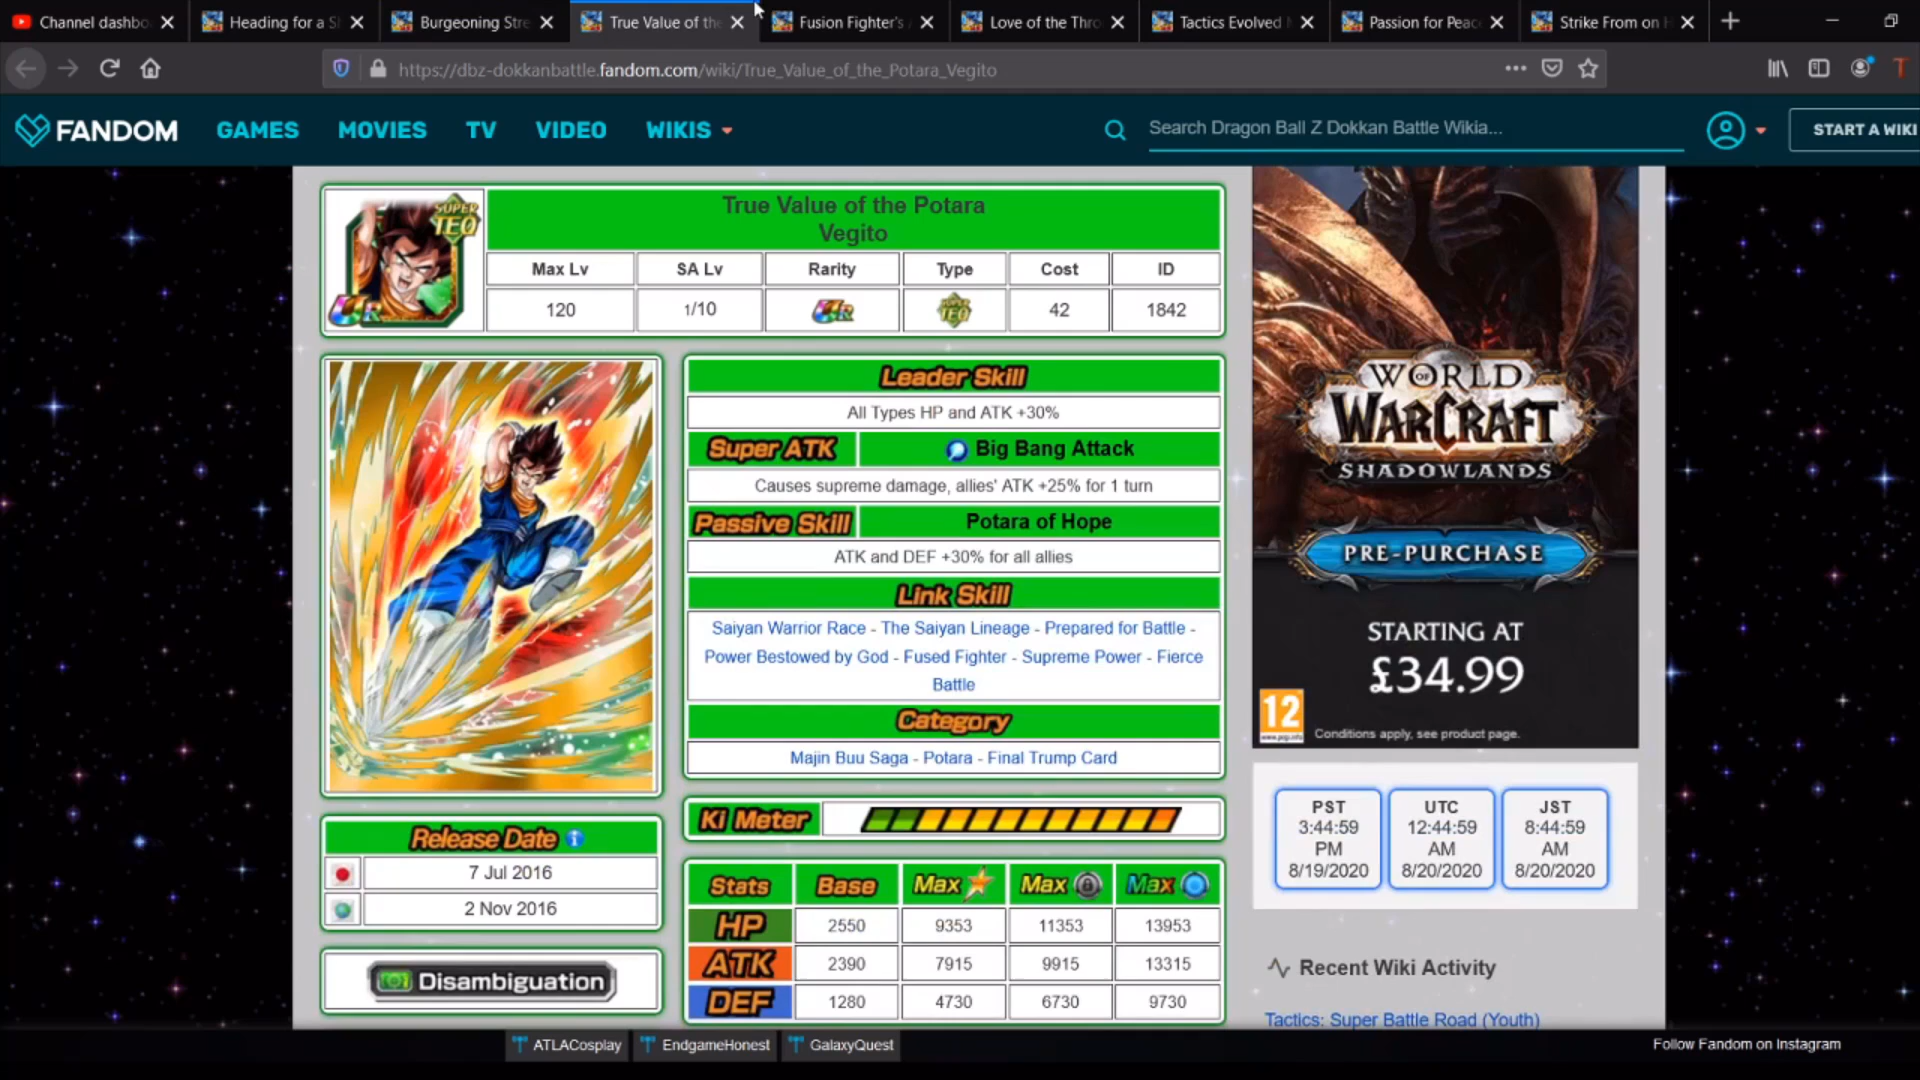 Channel dashbo
Heading for a S
Burgeoning Stre
True Value of the
Fusion Fighter's
Love of the Thro
Tactics Evolved
Passion for Peac
Strike From on H
https://dbz-dokkanbattle.fandom.com/wiki/True_Value_of_the_Potara_Vegito
FANDOM
GAMES
MOVIES
TV
VIDEO
WIKIS
Search Dragon Ball Z Dokkan Battle Wikia...
START A WIKI
SUPER
TEQ
UR
True Value of the Potara
Vegito
Max Lv
SA Lv
Rarity
Type
Cost
ID
120
1/10
UR
SUPER TEQ
42
1842
Leader Skill
All Types HP and ATK +30%
Super ATK
Big Bang Attack
Causes supreme damage, allies' ATK +25% for 1 turn
Passive Skill
Potara of Hope
ATK and DEF +30% for all allies
Link Skill
Saiyan Warrior Race - The Saiyan Lineage - Prepared for Battle -
Power Bestowed by God - Fused Fighter - Supreme Power - Fierce
Battle
Category
Majin Buu Saga - Potara - Final Trump Card
Ki Meter
Release Date
7 Jul 2016
2 Nov 2016
Disambiguation
Stats
Base
Max
Max
Max
HP
2550
9353
11353
13953
ATK
2390
7915
9915
13315
DEF
1280
4730
6730
9730
WORLD
OF
WARCRAFT
SHADOWLANDS
PRE-PURCHASE
STARTING AT
£34.99
12
www.pegi.info
Conditions apply, see product page.
PST
3:44:59
PM
8/19/2020
UTC
12:44:59
AM
8/20/2020
JST
8:44:59
AM
8/20/2020
Recent Wiki Activity
Tactics: Super Battle Road (Youth)
ATLACosplay
EndgameHonest
GalaxyQuest
Follow Fandom on Instagram